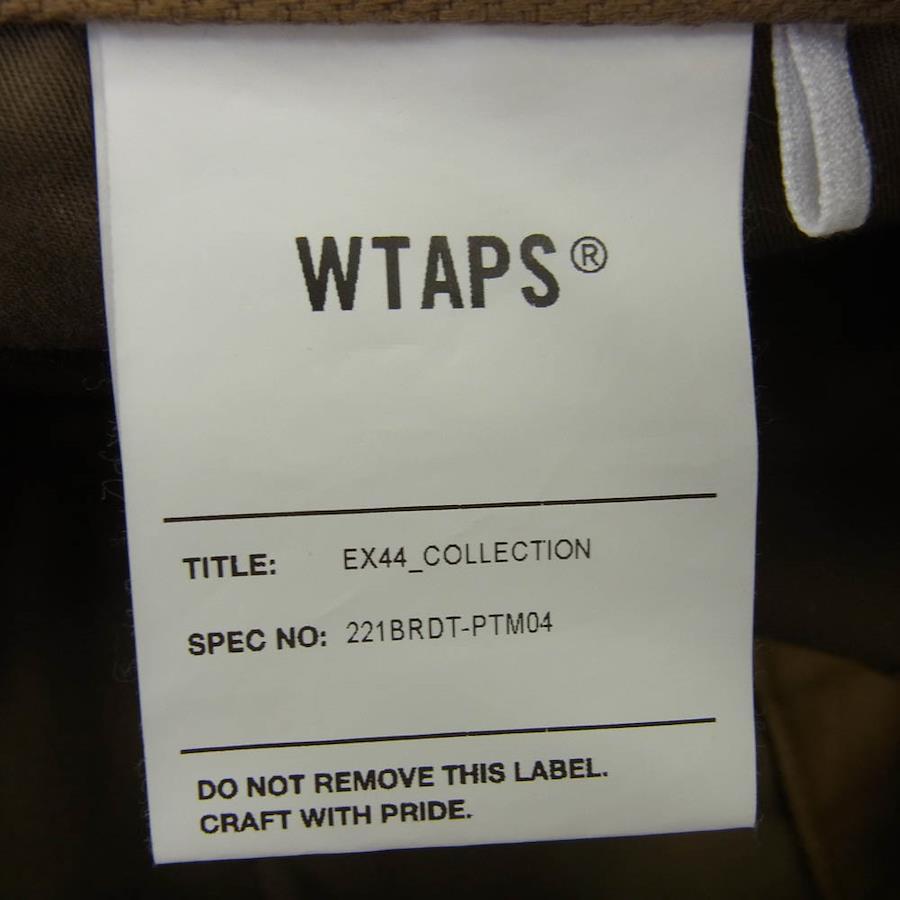 WTAPS®
TITLE: EX44_COLLECTION
SPEC NO: 221BRDT-PTM04
DO NOT REMOVE THIS LABEL.
CRAFT WITH PRIDE.